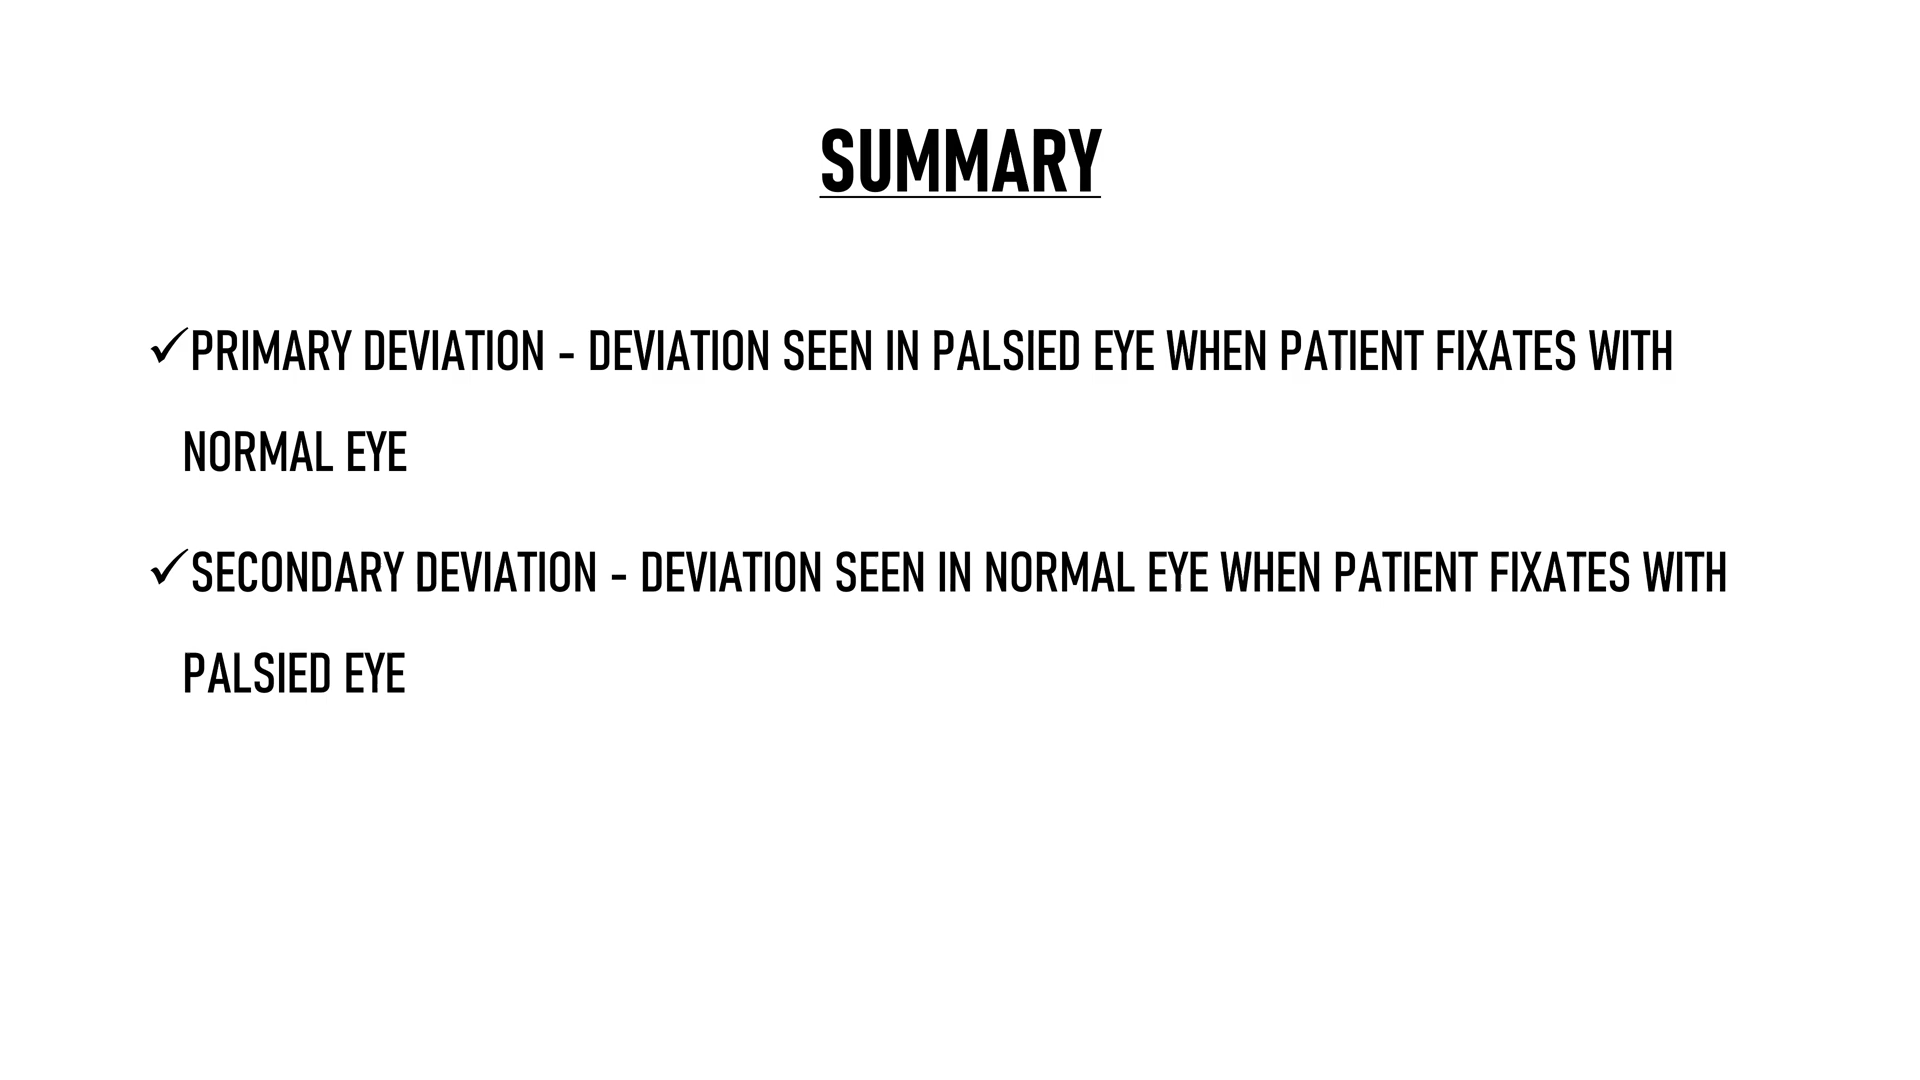 SUMMARY
✓PRIMARY DEVIATION - DEVIATION SEEN IN PALSIED EYE WHEN PATIENT FIXATES WITH
NORMAL EYE
✓SECONDARY DEVIATION - DEVIATION SEEN IN NORMAL EYE WHEN PATIENT FIXATES WITH
PALSIED EYE